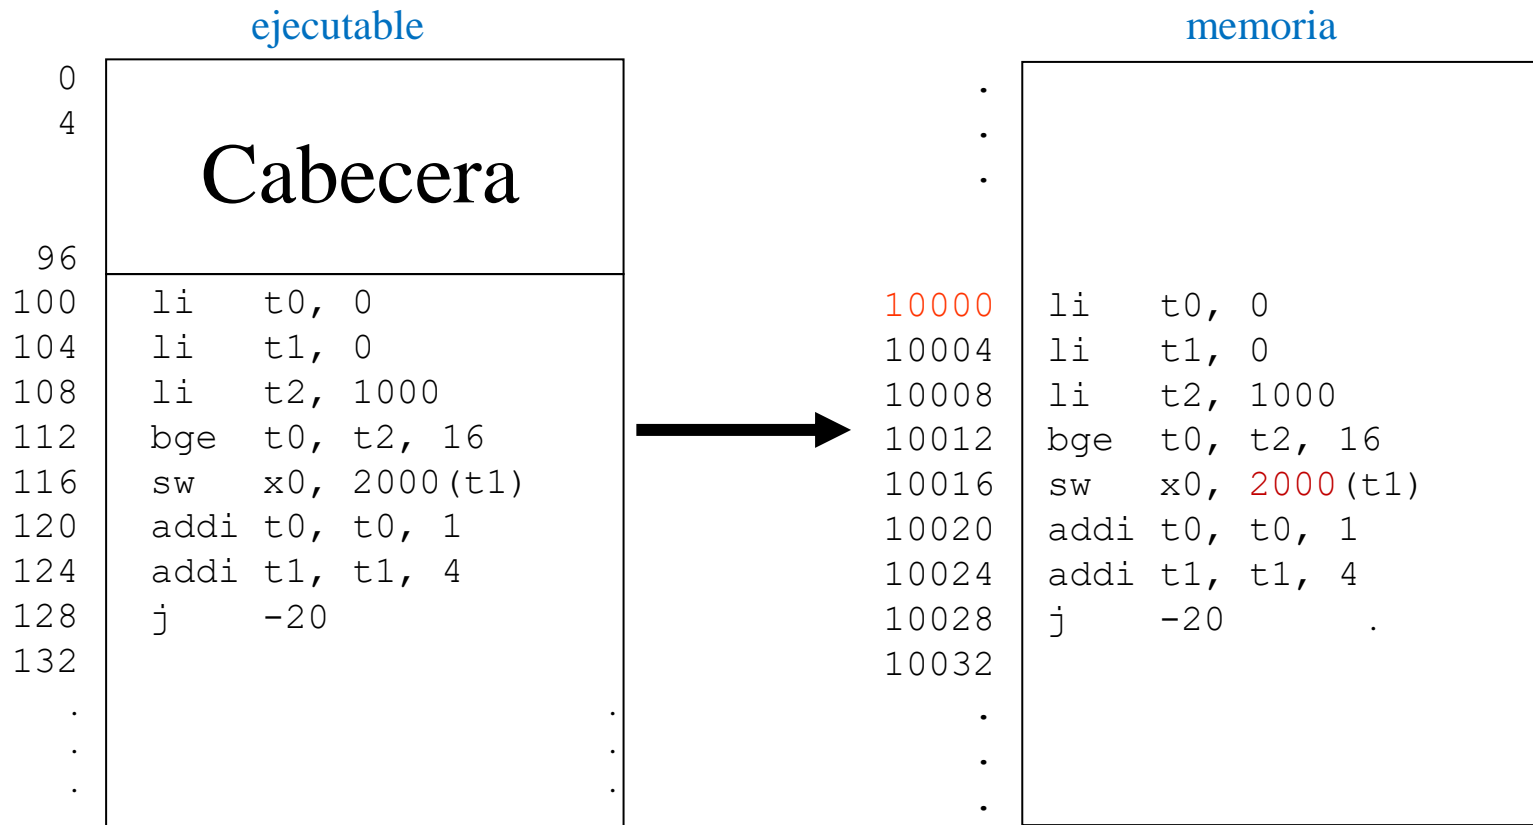 ejecutable
0
4
Cabecera
96
100 li t0, 0
104 li t1, 0
108 li t2, 1000
112 bge t0, t2, 16
116 sw x0, 2000(t1)
120 addi t0, t0, 1
124 addi t1, t1, 4
128 j -20
132
.
.
.
.
.
.
memoria
.
.
.
10000 li t0, 0
10004 li t1, 0
10008 li t2, 1000
10012 bge t0, t2, 16
10016 sw x0, 2000(t1)
10020 addi t0, t0, 1
10024 addi t1, t1, 4
10028 j -20 .
10032
.
.
.